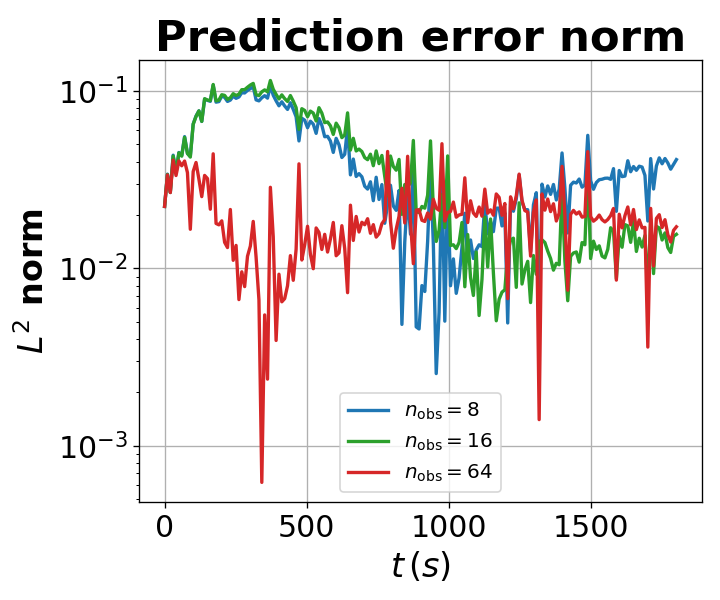 Prediction error norm
L² norm
10⁻¹
10⁻²
10⁻³
n_obs = 8
n_obs = 16
n_obs = 64
0 500 1000 1500
t (s)